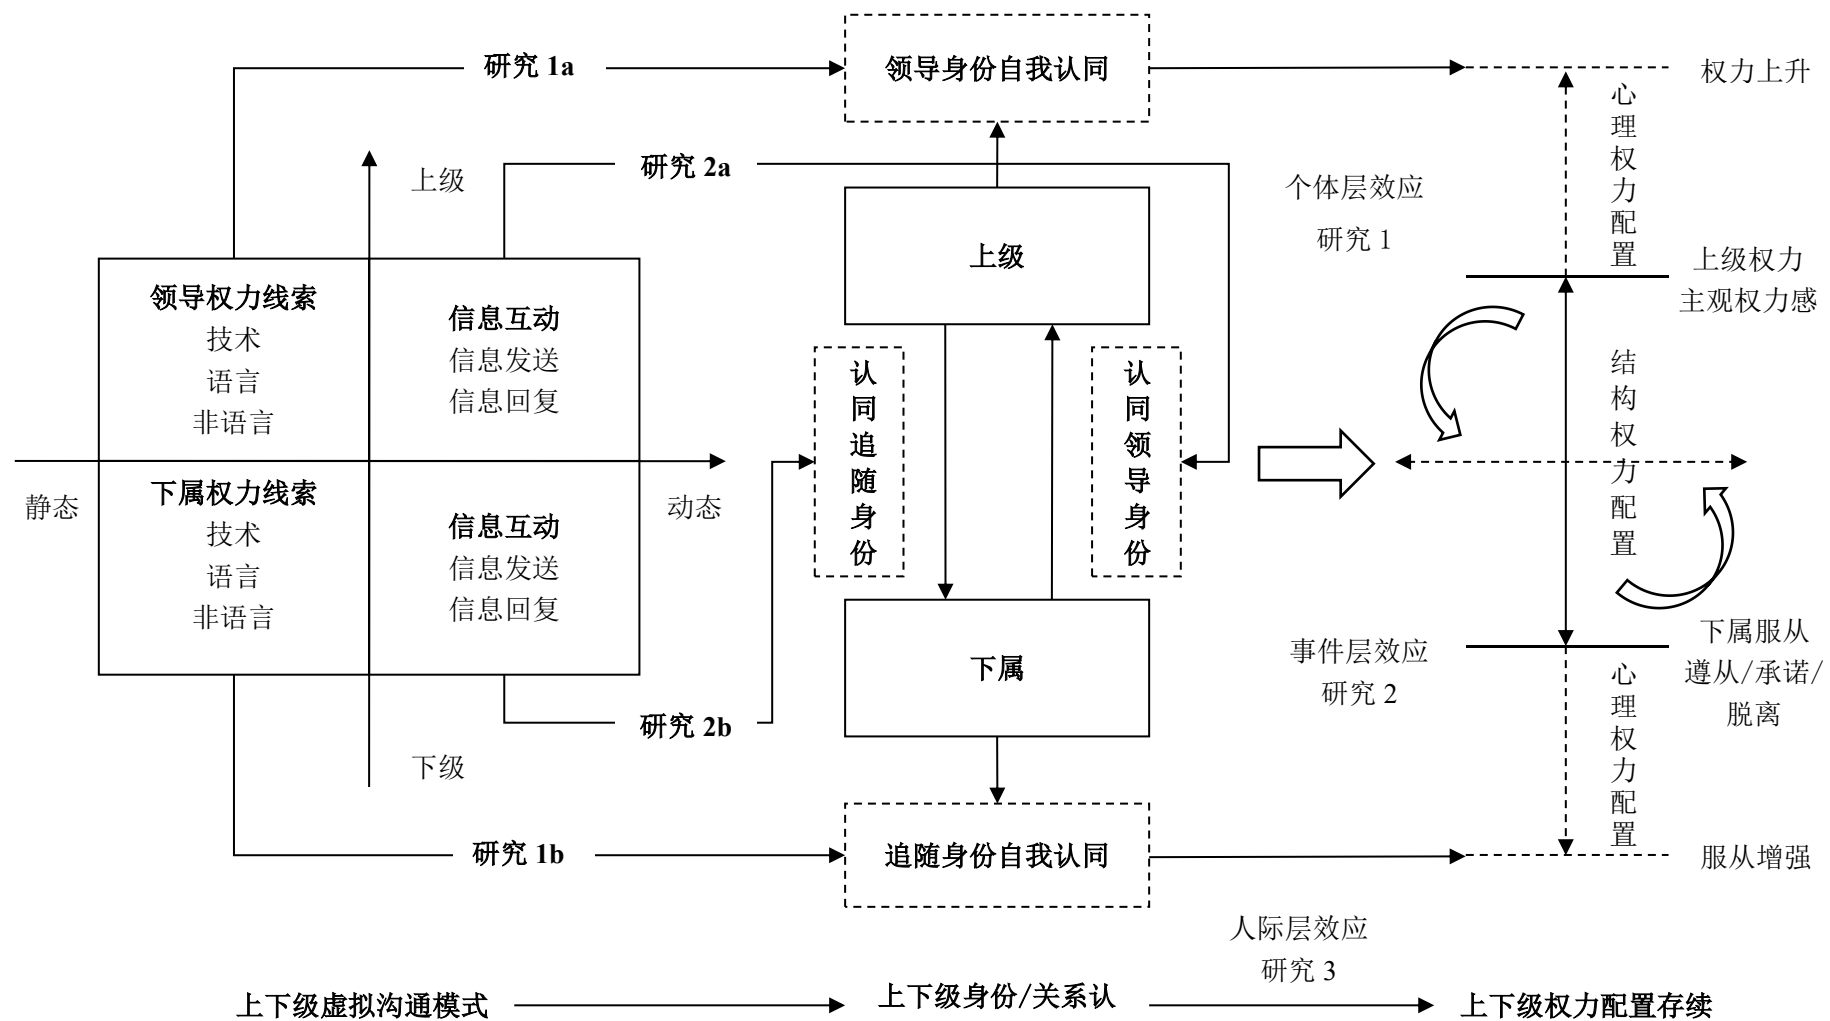 研究 1a
领导身份自我认同
权力上升
心理权力配置
研究 2a
上级
个体层效应
研究 1
上级
上级权力
主观权力感
领导权力线索
技术
语言
非语言
信息互动
信息发送
信息回复
认同追随身份
认同领导身份
结构权力配置
静态
动态
下属权力线索
技术
语言
非语言
信息互动
信息发送
信息回复
下属
事件层效应
研究 2
下属服从
遵从/承诺/
脱离
心理权力配置
研究 2b
下级
研究 1b
追随身份自我认同
服从增强
人际层效应
研究 3
上下级虚拟沟通模式
上下级身份/关系认
上下级权力配置存续